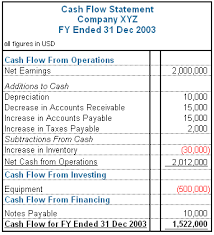 Cash Flow Statement
Company XYZ
FY Ended 31 Dec 2003
all figures in USD
Cash Flow From Operations
Net Earnings 2,000,000
Additions to Cash
Depreciation 10,000
Decrease in Accounts Receivable 15,000
Increase in Accounts Payable 15,000
Increase in Taxes Payable 2,000
Subtractions From Cash
Increase in Inventory (30,000)
Net Cash from Operations 2,012,000
Cash Flow From Investing
Equipment (500,000)
Cash Flow From Financing
Notes Payable 10,000
Cash Flow for FY Ended 31 Dec 2003 1,522,000